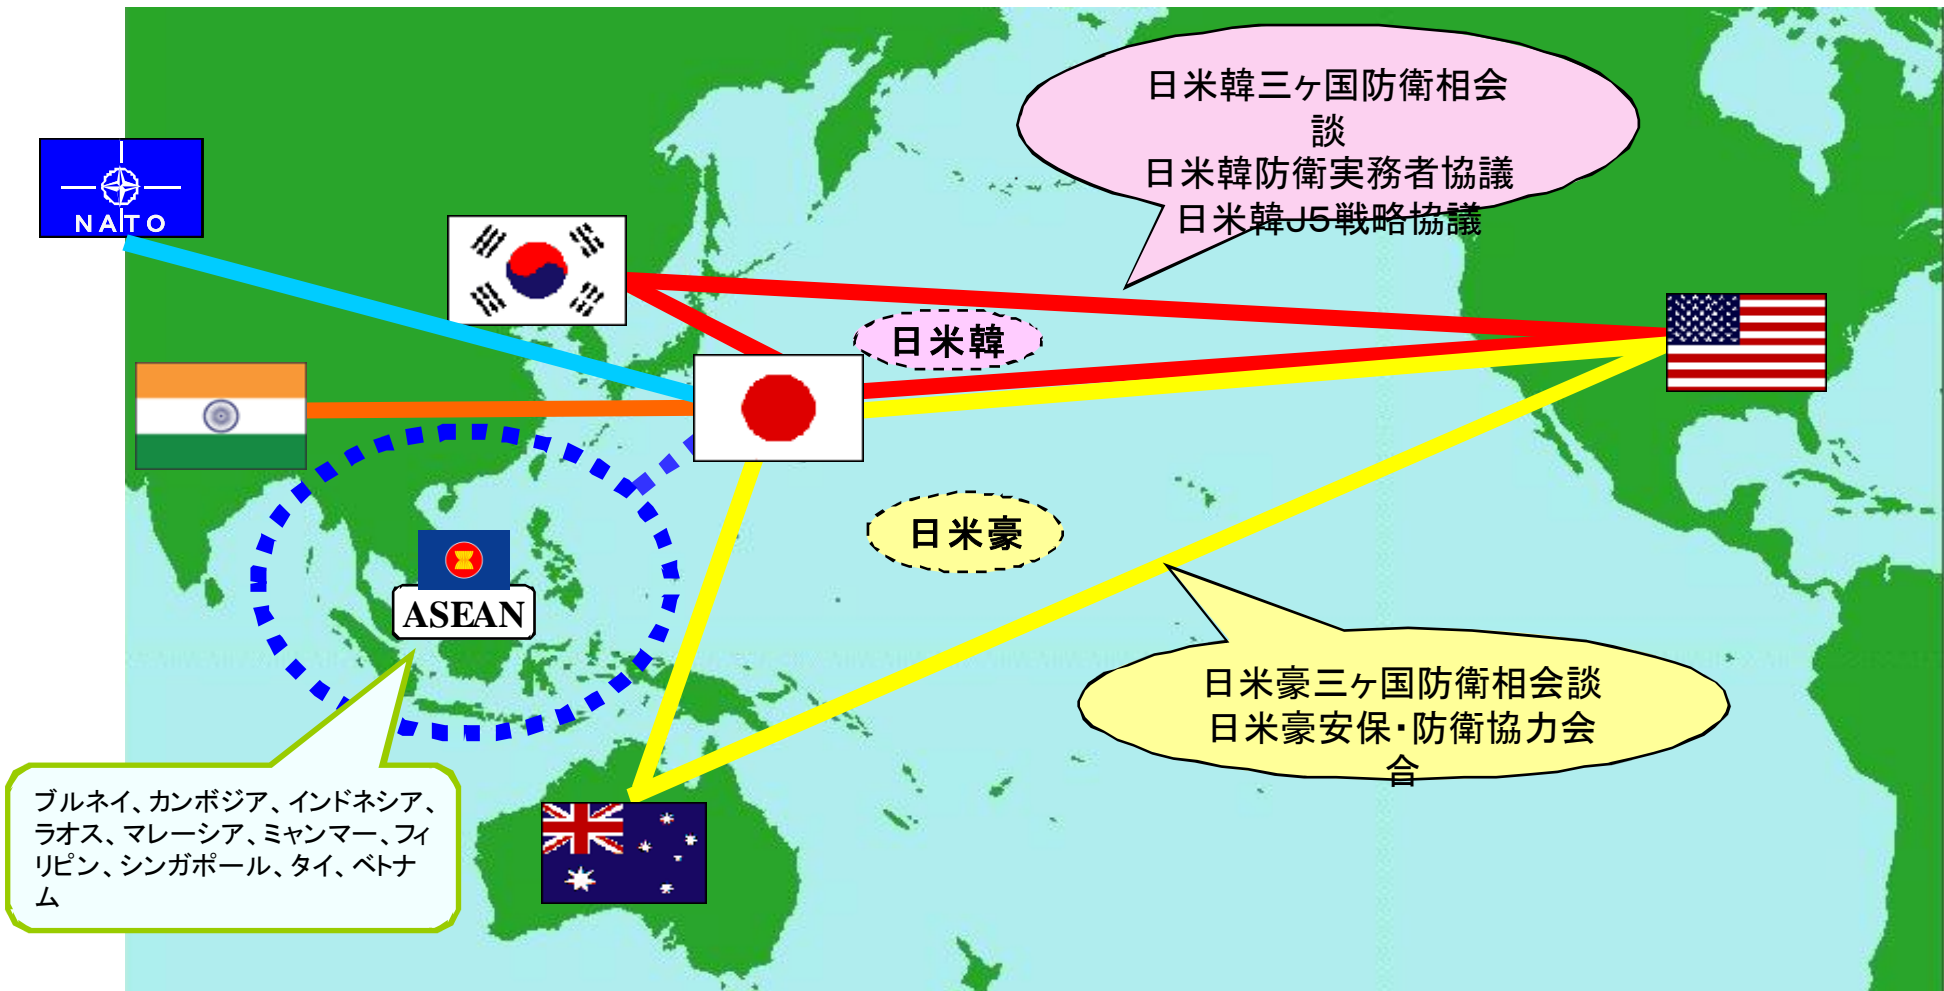 日米韓三ヶ国防衛相会
談
日米韓防衛実務者協議
日米韓J5戦略協議
NATO
日米韓
日米豪
ASEAN
日米豪三ヶ国防衛相会談
日米豪安保・防衛協力会
合
ブルネイ、カンボジア、インドネシア、
ラオス、マレーシア、ミャンマー、フィ
リピン、シンガポール、タイ、ベトナ
ム